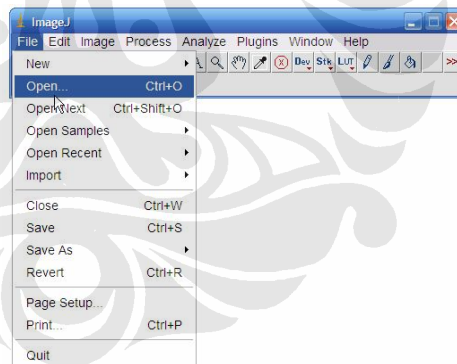 ImageJ
File Edit Image Process Analyze Plugins Window Help
New
Dev Stk LUT >>
Open... Ctrl+O
Open Next Ctrl+Shift+O
Open Samples
Open Recent
Import
Close Ctrl+W
Save Ctrl+S
Save As
Revert Ctrl+R
Page Setup...
Print... Ctrl+P
Quit